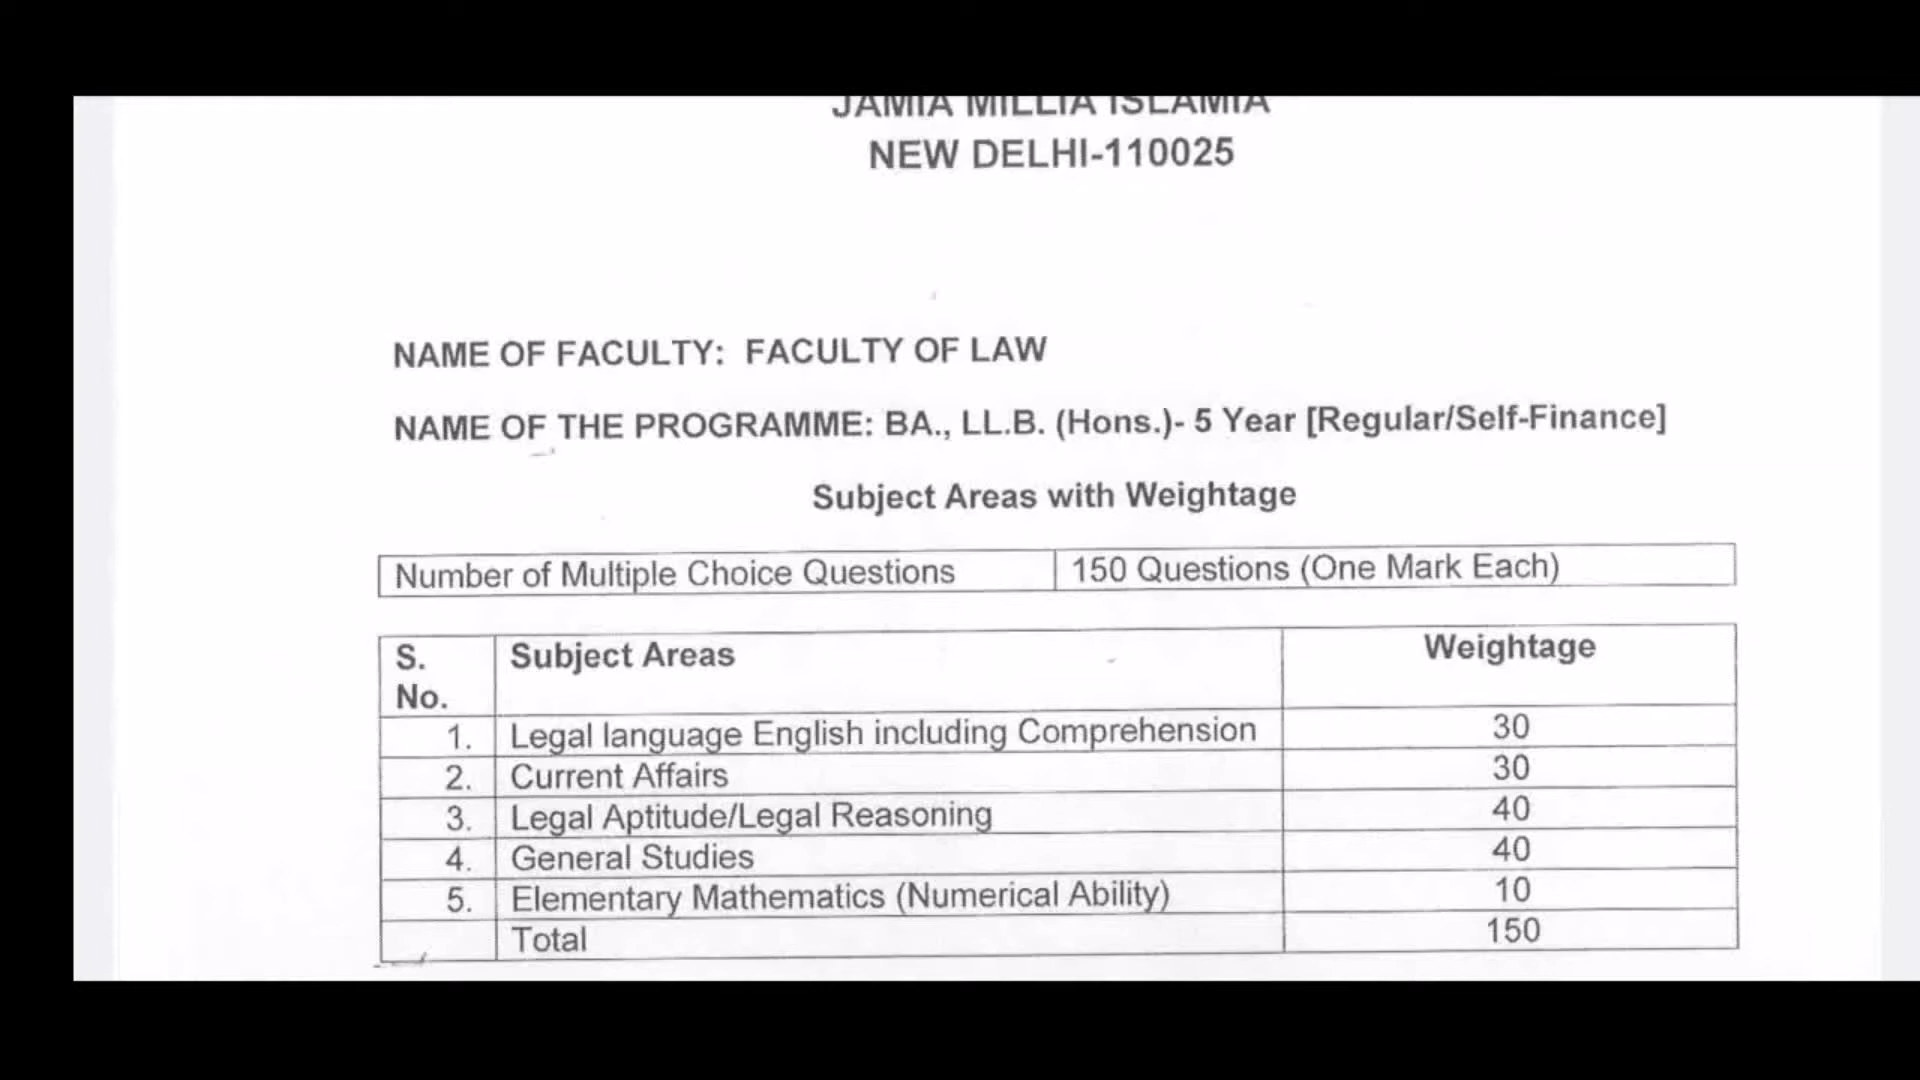 JAMIA MILLIA ISLAMIA
NEW DELHI-110025
NAME OF FACULTY: FACULTY OF LAW
NAME OF THE PROGRAMME: BA., LL.B. (Hons.)- 5 Year [Regular/Self-Finance]
Subject Areas with Weightage
Number of Multiple Choice Questions 150 Questions (One Mark Each)
S. No. Subject Areas Weightage
1. Legal language English including Comprehension 30
2. Current Affairs 30
3. Legal Aptitude/Legal Reasoning 40
4. General Studies 40
5. Elementary Mathematics (Numerical Ability) 10
Total 150